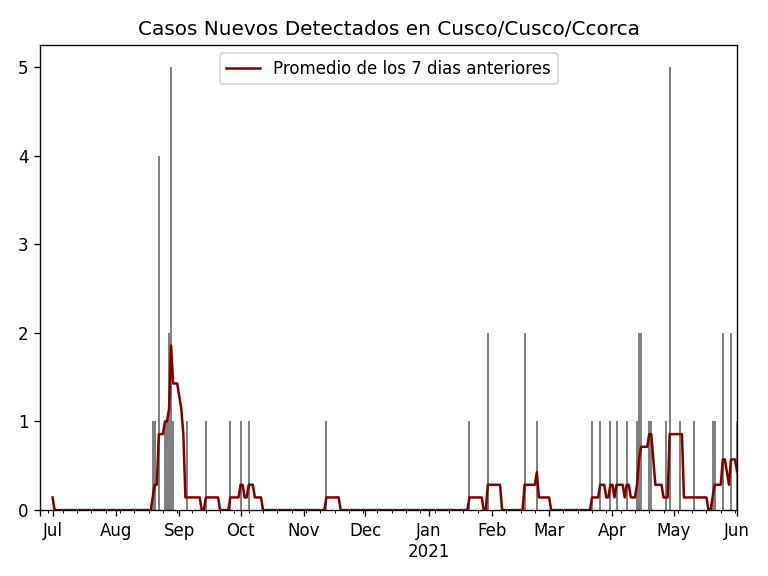 Casos Nuevos Detectados en Cusco/Cusco/Ccorca
Promedio de los 7 dias anteriores
5
4
3
2
1
0
Jul Aug Sep Oct Nov Dec Jan Feb Mar Apr May Jun
2021